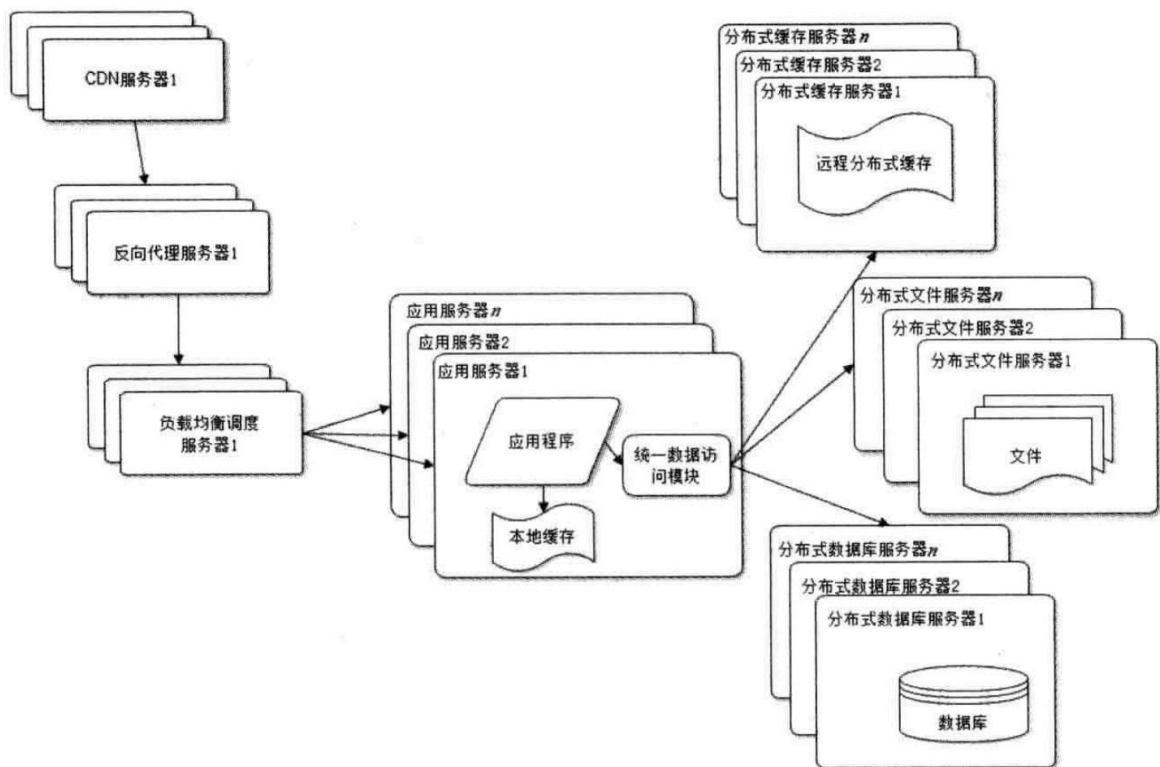 CDN服务器1
反向代理服务器1
负载均衡调度
服务器1
应用服务器n
应用服务器2
应用服务器1
应用程序
统一数据访
问模块
本地缓存
分布式缓存服务器n
分布式缓存服务器2
分布式缓存服务器1
远程分布式缓存
分布式文件服务器n
分布式文件服务器2
分布式文件服务器1
文件
分布式数据库服务器n
分布式数据库服务器2
分布式数据库服务器1
数据库